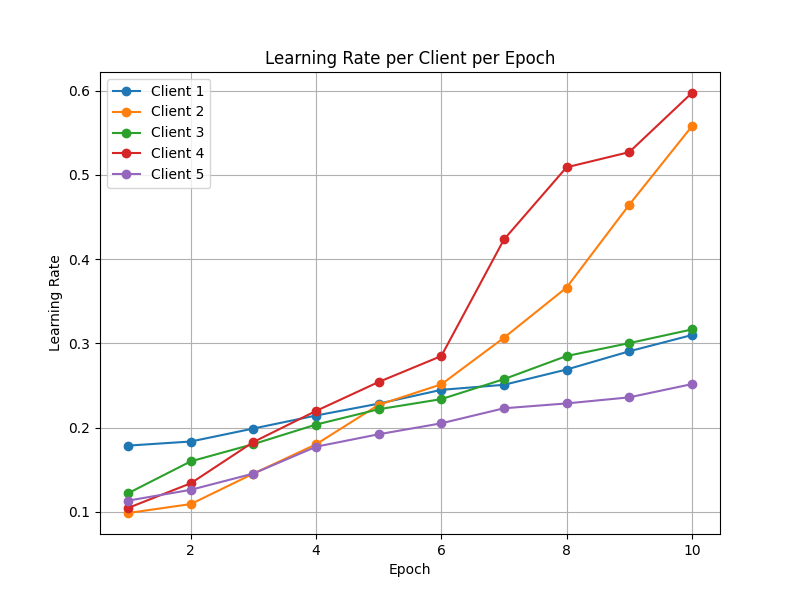 Learning Rate per Client per Epoch
Client 1
Client 2
Client 3
Client 4
Client 5
Learning Rate
0.6
0.5
0.4
0.3
0.2
0.1
2 4 6 8 10
Epoch